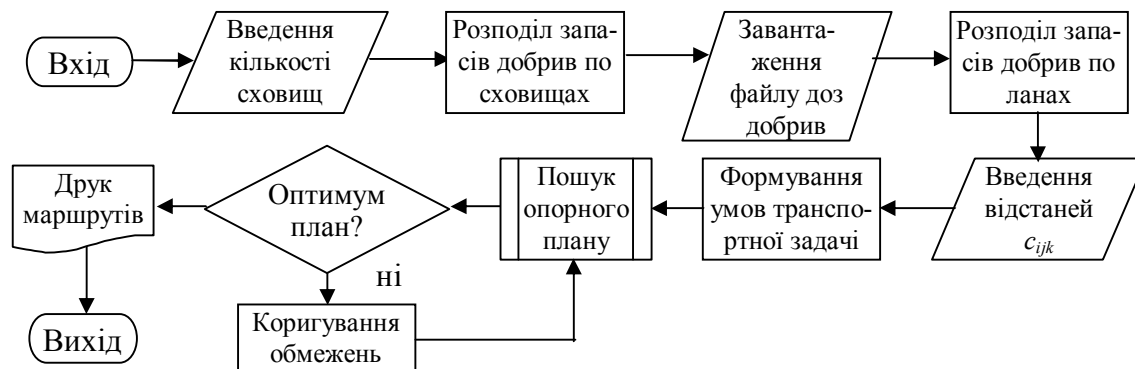 Вхід
Введення
кількості
сховищ
Розподіл запа-
сів добрив по
сховищах
Заванта-
ження
файлу доз
добрив
Розподіл запа-
сів добрив по
ланах
Введення
відстаней
cijk
Формування
умов транспо-
ртної задачі
Пошук
опорного
плану
Оптимум
план?
ні
Коригування
обмежень
Друк
маршрутів
Вихід